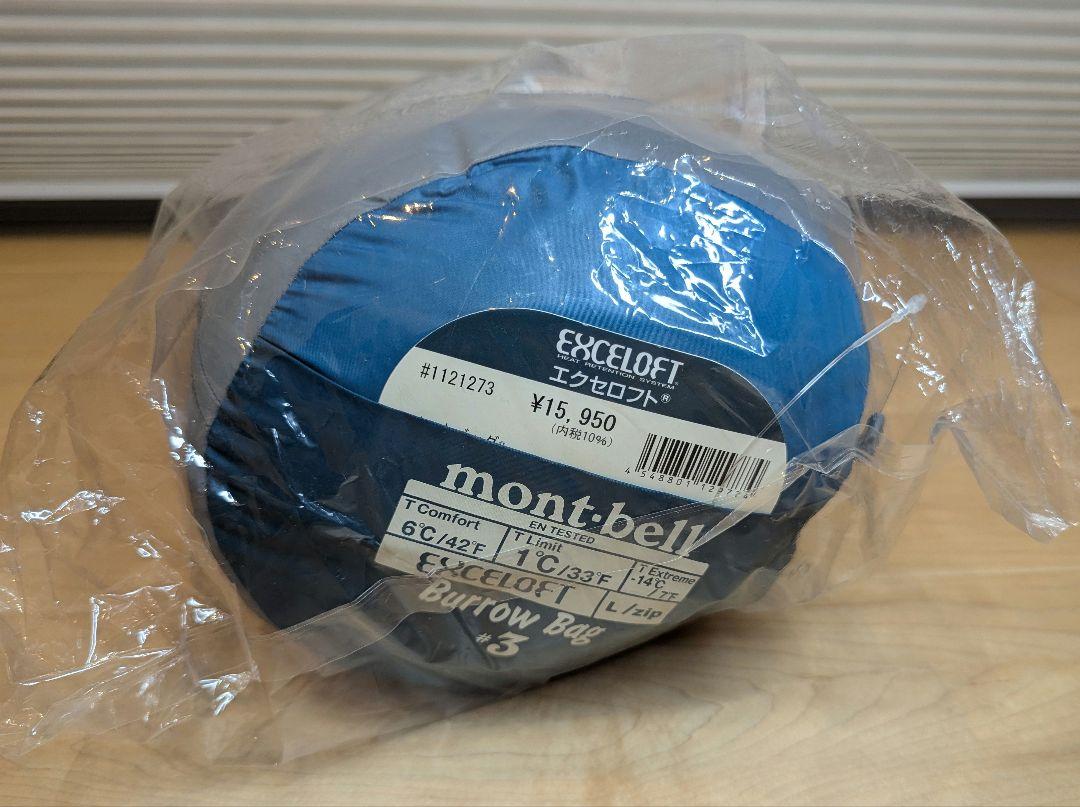 EXCELOFT
HEAT RETENTION SYSTEM
エクセロフト®
#1121273
¥15,950
(内税10%)
mont-bell
EN TESTED
T Comfort
6℃/42°F
T Limit
1℃/33°F
T Extreme
-14℃
/7°F
EXCELOFT
L/zip
Burrow Bag
#3